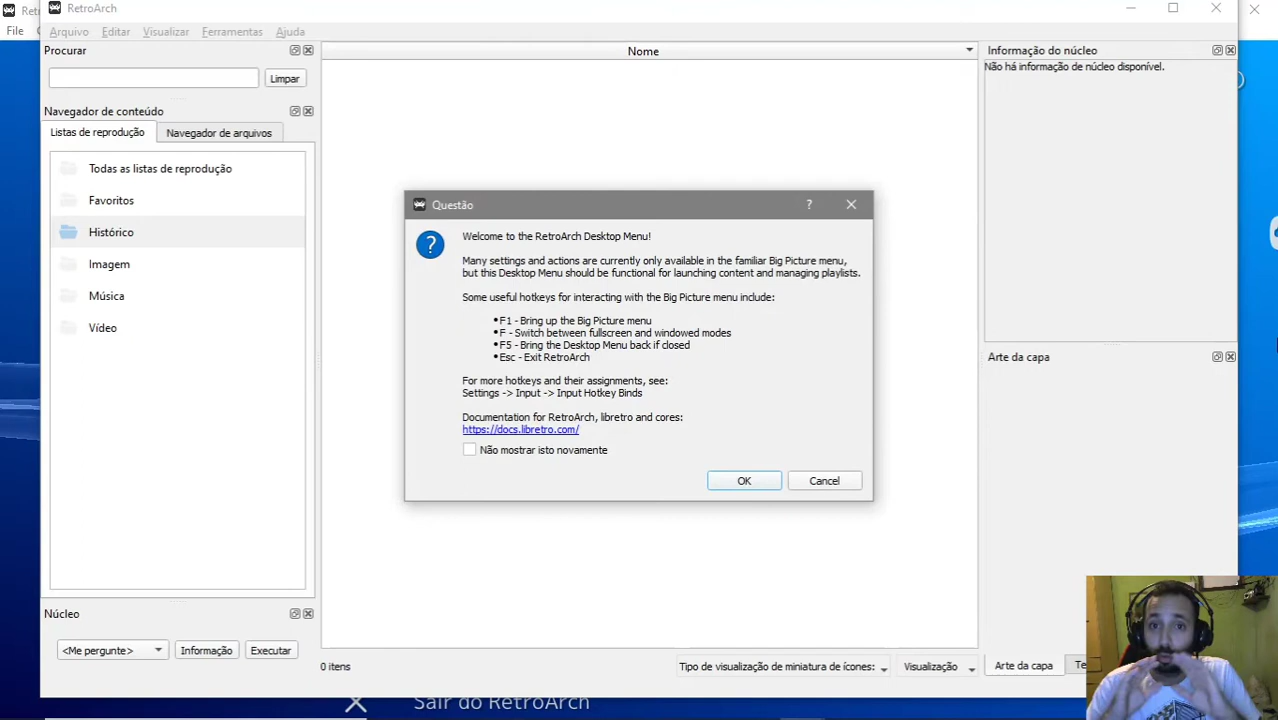 Retr
RetroArch
File
Arquivo Editar Visualizar Ferramentas Ajuda
Procurar
Limpar
Navegador de conteúdo
Listas de reprodução Navegador de arquivos
Todas as listas de reprodução
Favoritos
Histórico
Imagem
Música
Vídeo
Núcleo
<Me pergunte> Informação Executar
Nome
0 itens
Tipo de visualização de miniatura de ícones: Visualização
Informação do núcleo
Não há informação de núcleo disponível.
Arte da capa
Arte da capa Te
Questão
Welcome to the RetroArch Desktop Menu!
Many settings and actions are currently only available in the familiar Big Picture menu,
but this Desktop Menu should be functional for launching content and managing playlists.
Some useful hotkeys for interacting with the Big Picture menu include:
•F1 - Bring up the Big Picture menu
•F - Switch between fullscreen and windowed modes
•F5 - Bring the Desktop Menu back if closed
•Esc - Exit RetroArch
For more hotkeys and their assignments, see:
Settings -> Input -> Input Hotkey Binds
Documentation for RetroArch, libretro and cores:
https://docs.libretro.com/
Não mostrar isto novamente
OK Cancel
Sair do RetroArch